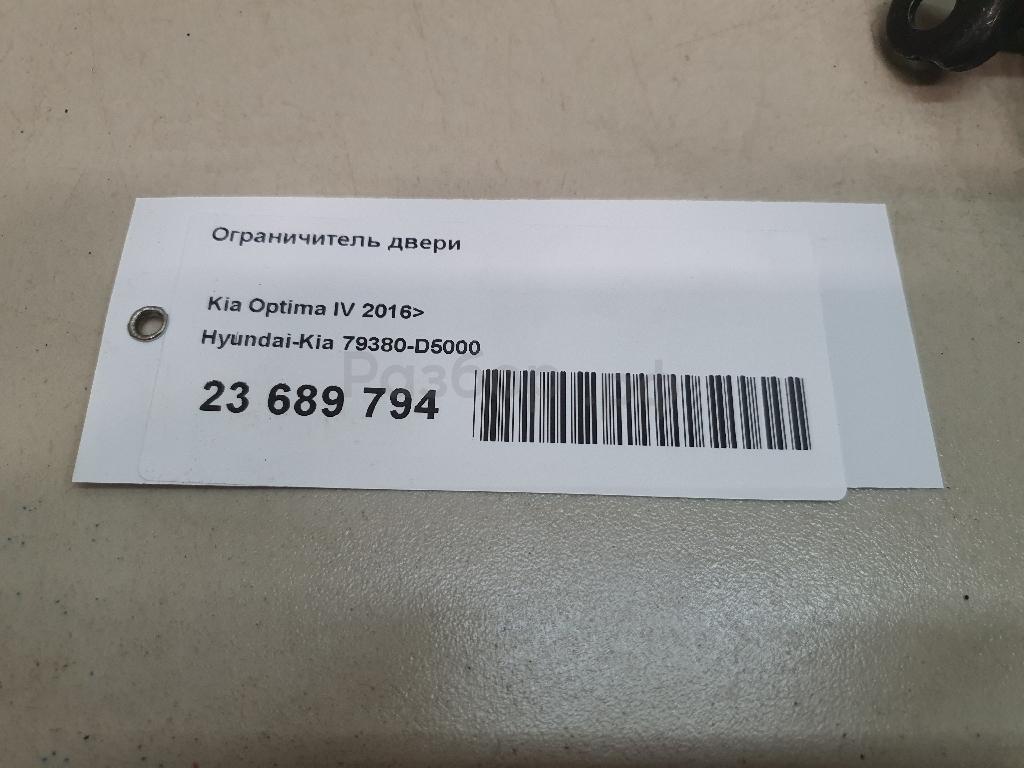 Ограничитель двери
Kia Optima IV 2016>
Hyundai-Kia 79380-D5000
23 689 794